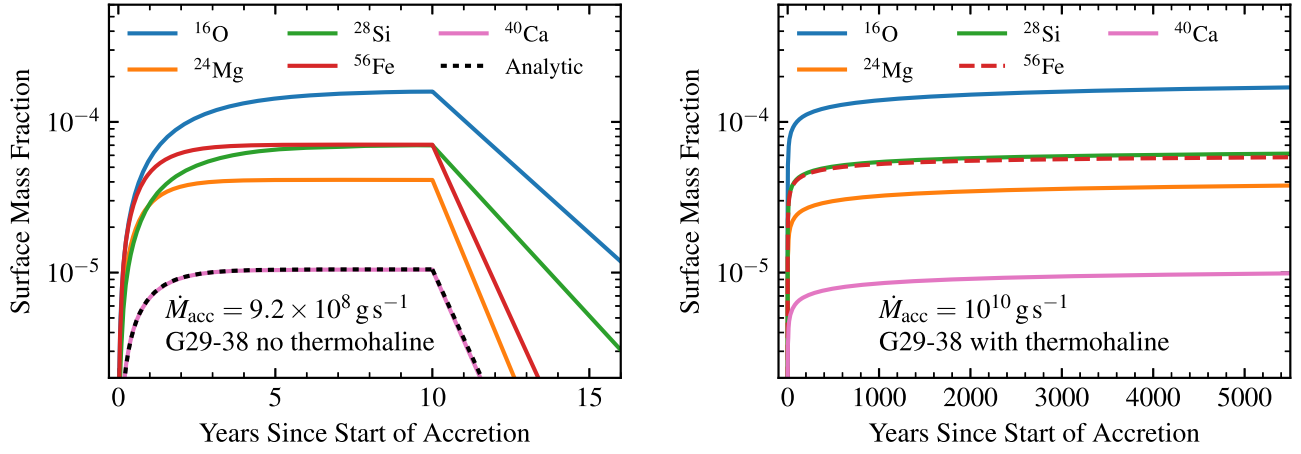 ¹⁶O ²⁸Si ⁴⁰Ca
²⁴Mg ⁵⁶Fe Analytic
Surface Mass Fraction
10⁻⁴
10⁻⁵
Ṁacc = 9.2 × 10⁸ g s⁻¹
G29-38 no thermohaline
0 5 10 15
Years Since Start of Accretion
¹⁶O ²⁸Si ⁴⁰Ca
²⁴Mg ⁵⁶Fe
Surface Mass Fraction
10⁻⁴
10⁻⁵
Ṁacc = 10¹⁰ g s⁻¹
G29-38 with thermohaline
0 1000 2000 3000 4000 5000
Years Since Start of Accretion